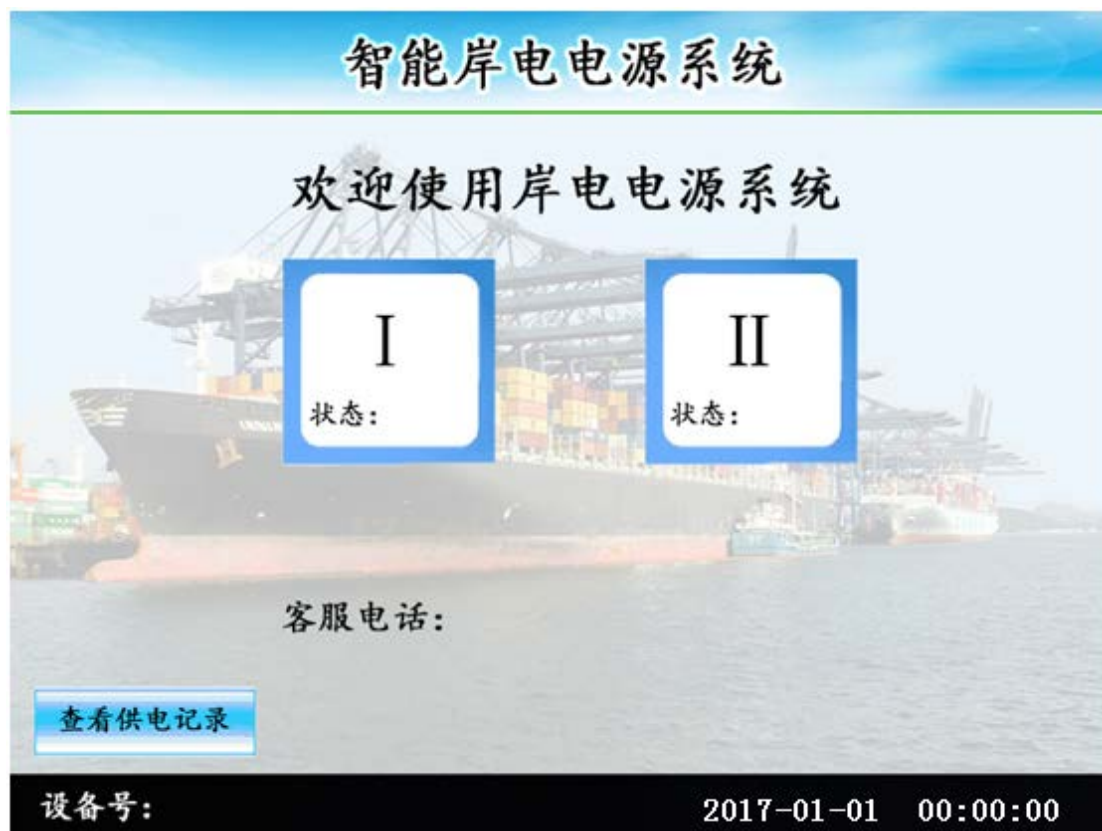 智能岸电电源系统
欢迎使用岸电电源系统
I II
状态： 状态：
客服电话：
查看供电记录
设备号： 2017-01-01 00:00:00